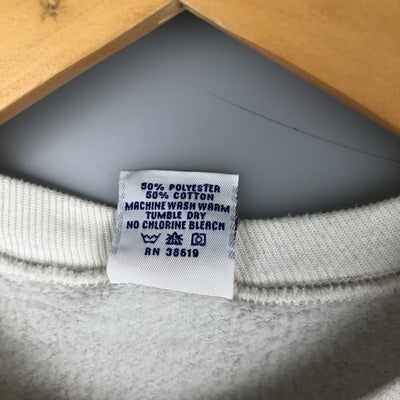 50% POLYESTER
50% COTTON
MACHINE WASH WARM
TUMBLE DRY
NO CHLORINE BLEACH
RN 38619